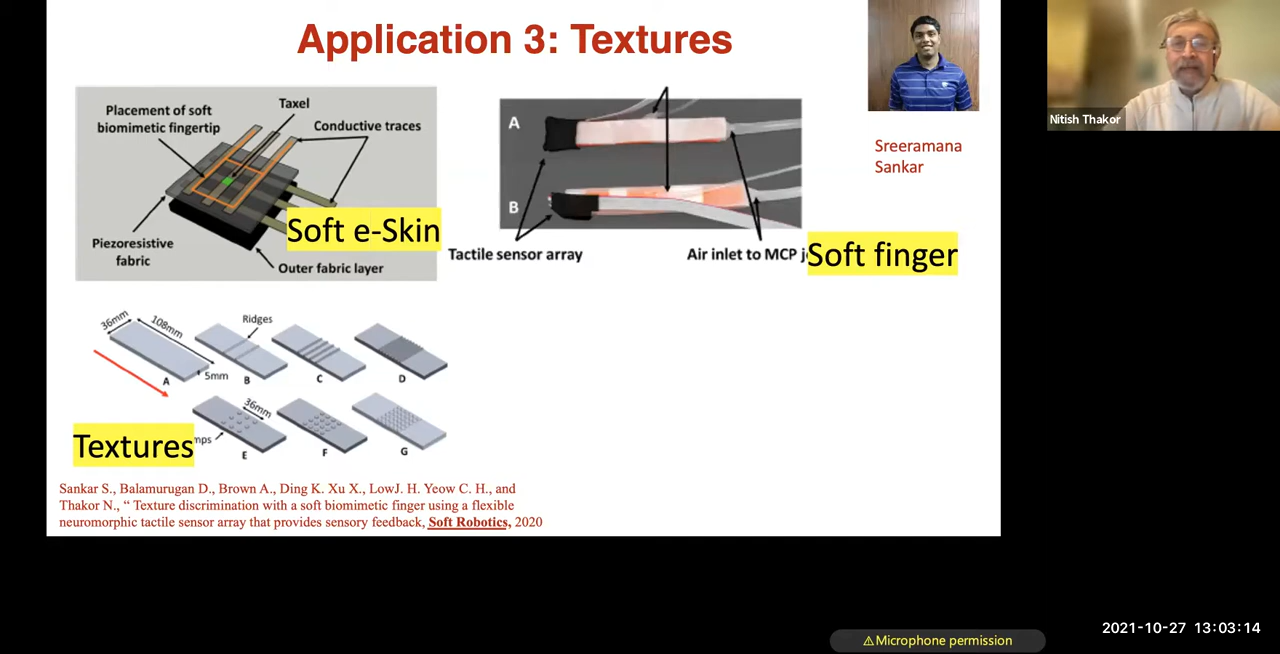 Application 3: Textures
Placement of soft
biomimetic fingertip
Taxel
Conductive traces
Piezoresistive
fabric
Outer fabric layer
Soft e-Skin
A
B
Tactile sensor array
Air inlet to MCP j
Soft finger
Sreeramana
Sankar
Nitish Thakor
36mm
108mm
5mm
Ridges
A
B
C
D
36mm
mps
E
F
G
Textures
Sankar S., Balamurugan D., Brown A., Ding K. Xu X., LowJ. H. Yeow C. H., and
Thakor N., “ Texture discrimination with a soft biomimetic finger using a flexible
neuromorphic tactile sensor array that provides sensory feedback, Soft Robotics, 2020
2021-10-27 13:03:14
⚠Microphone permission